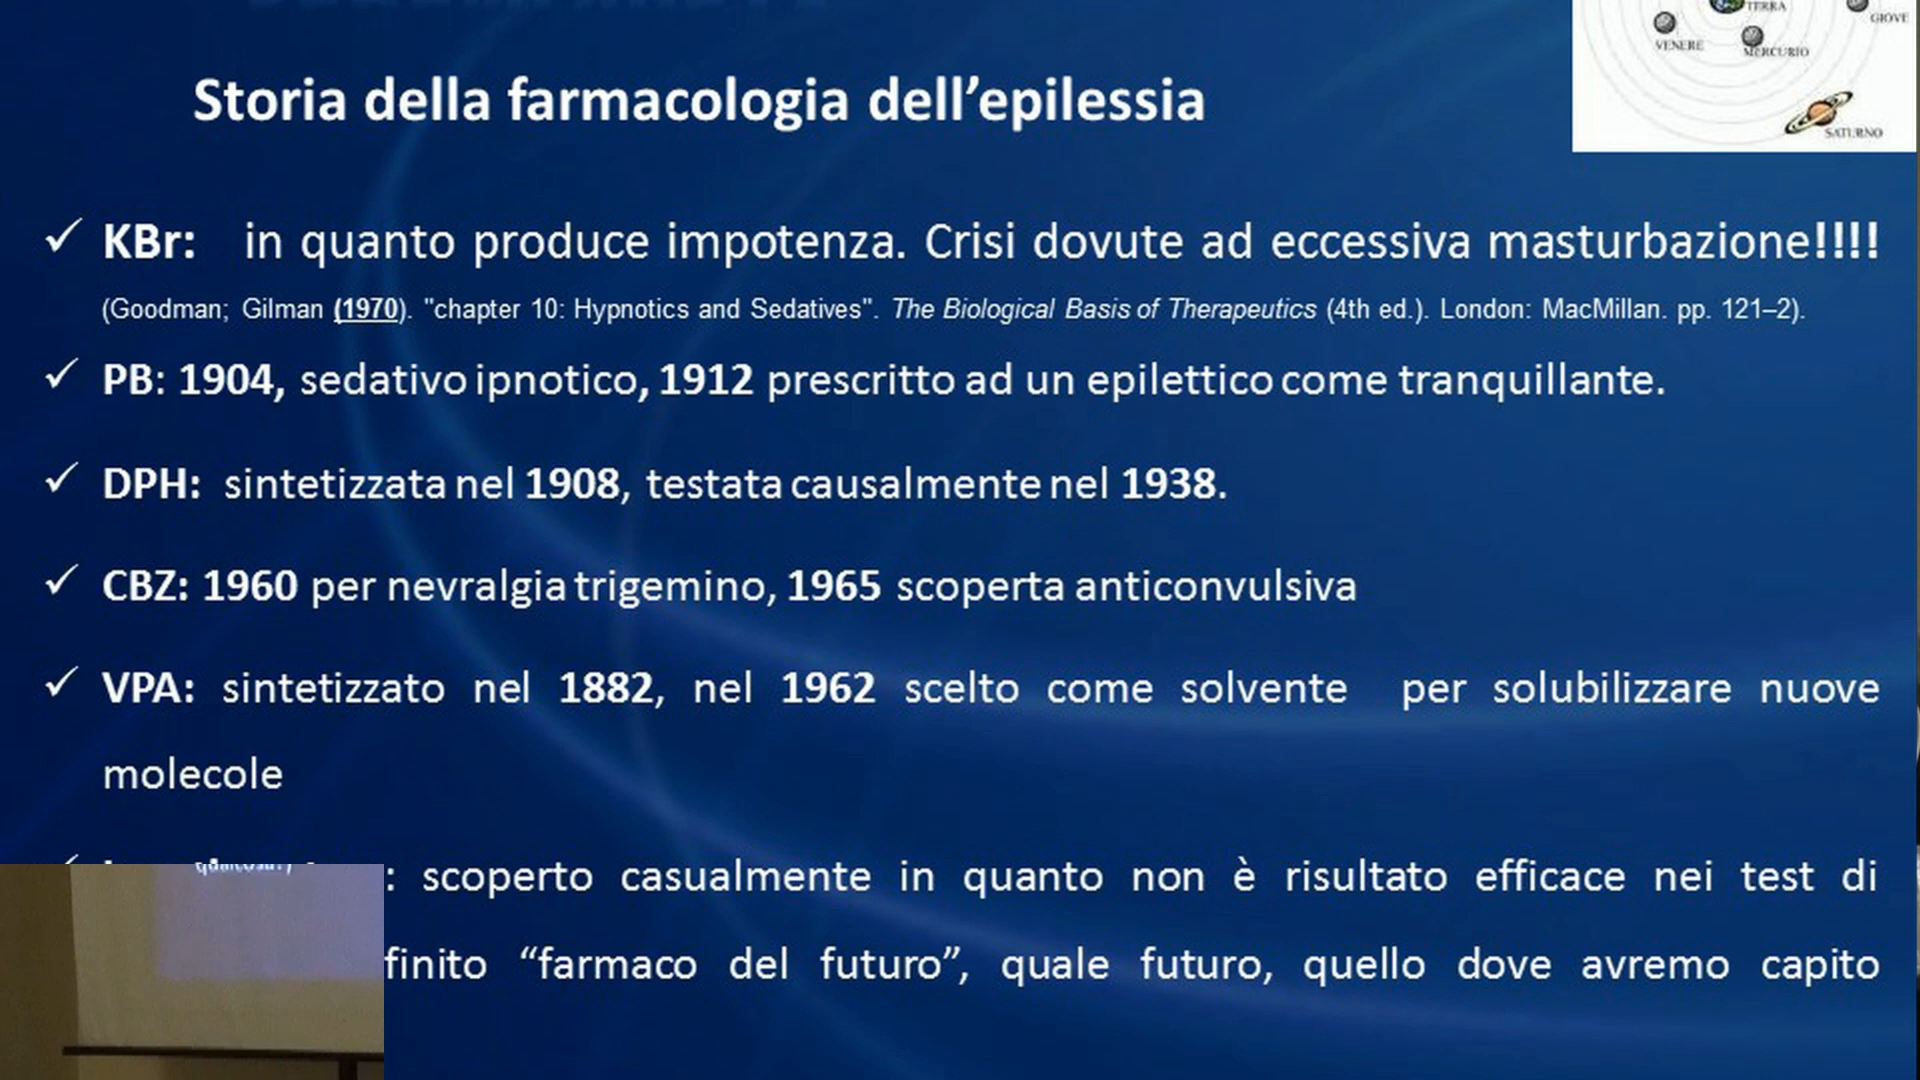 TERRA
GIOVE
VENERE
MERCURIO
SATURNO
Storia della farmacologia dell’epilessia
✓ KBr: in quanto produce impotenza. Crisi dovute ad eccessiva masturbazione!!!!
(Goodman; Gilman (1970). "chapter 10: Hypnotics and Sedatives". The Biological Basis of Therapeutics (4th ed.). London: MacMillan. pp. 121–2).
✓ PB: 1904, sedativo ipnotico, 1912 prescritto ad un epilettico come tranquillante.
✓ DPH: sintetizzata nel 1908, testata causalmente nel 1938.
✓ CBZ: 1960 per nevralgia trigemino, 1965 scoperta anticonvulsiva
✓ VPA: sintetizzato nel 1882, nel 1962 scelto come solvente per solubilizzare nuove
molecole
: scoperto casualmente in quanto non è risultato efficace nei test di
finito “farmaco del futuro”, quale futuro, quello dove avremo capito